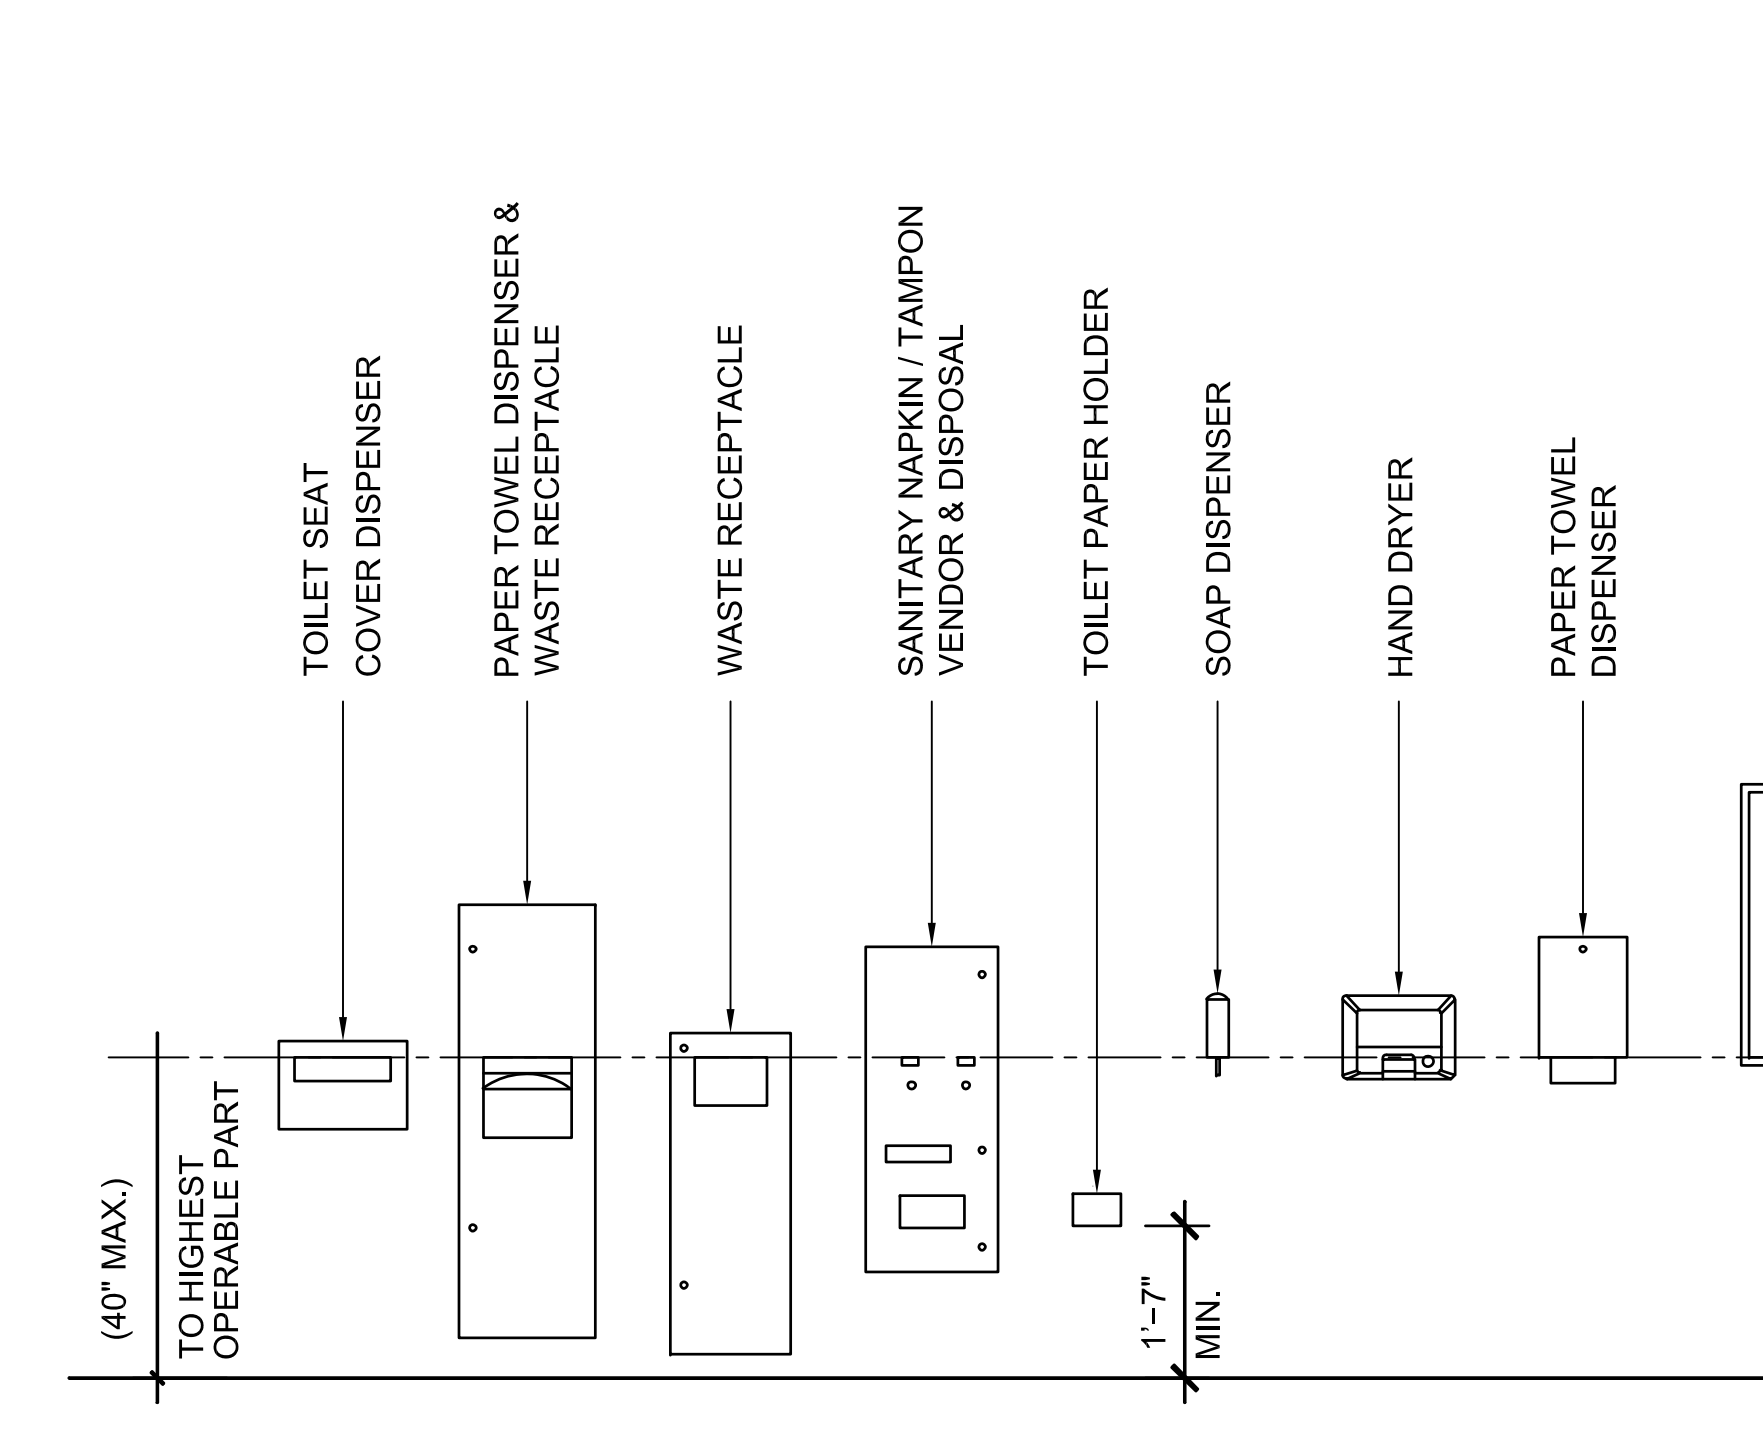 TOILET SEAT
COVER DISPENSER
PAPER TOWEL DISPENSER &
WASTE RECEPTACLE
WASTE RECEPTACLE
SANITARY NAPKIN / TAMPON
VENDOR & DISPOSAL
TOILET PAPER HOLDER
SOAP DISPENSER
HAND DRYER
PAPER TOWEL
DISPENSER
(40" MAX.)
TO HIGHEST
OPERABLE PART
1'-7"
MIN.